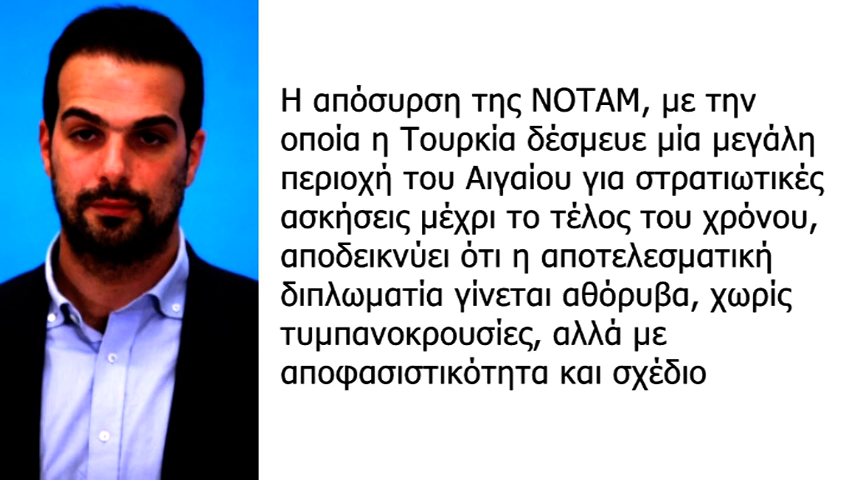 Η απόσυρση της ΝΟΤΑΜ, με την
οποία η Τουρκία δέσμευε μία μεγάλη
περιοχή του Αιγαίου για στρατιωτικές
ασκήσεις μέχρι το τέλος του χρόνου,
αποδεικνύει ότι η αποτελεσματική
διπλωματία γίνεται αθόρυβα, χωρίς
τυμπανοκρουσίες, αλλά με
αποφασιστικότητα και σχέδιο